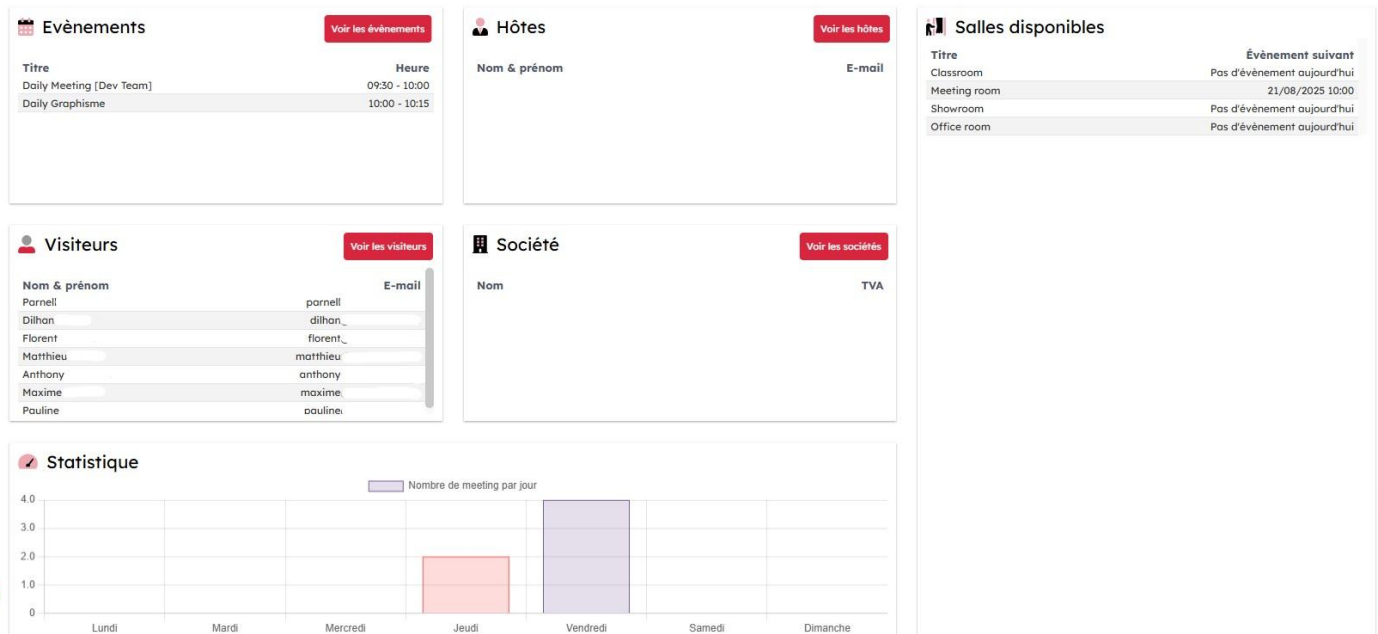 Evènements
Voir les évènements
Titre Heure
Daily Meeting [Dev Team] 09:30 - 10:00
Daily Graphisme 10:00 - 10:15
Hôtes
Voir les hôtes
Nom & prénom E-mail
Salles disponibles
Titre Évènement suivant
Classroom Pas d'évènement aujourd'hui
Meeting room 21/08/2025 10:00
Showroom Pas d'évènement aujourd'hui
Office room Pas d'évènement aujourd'hui
Visiteurs
Voir les visiteurs
Nom & prénom E-mail
Parnell parnell
Dilhan dilhan_
Florent florent_
Matthieu matthieu
Anthony anthony
Maxime maxime
Pauline pauline
Société
Voir les sociétés
Nom TVA
Statistique
Nombre de meeting par jour
4.0
3.0
2.0
1.0
0
Lundi Mardi Mercredi Jeudi Vendredi Samedi Dimanche